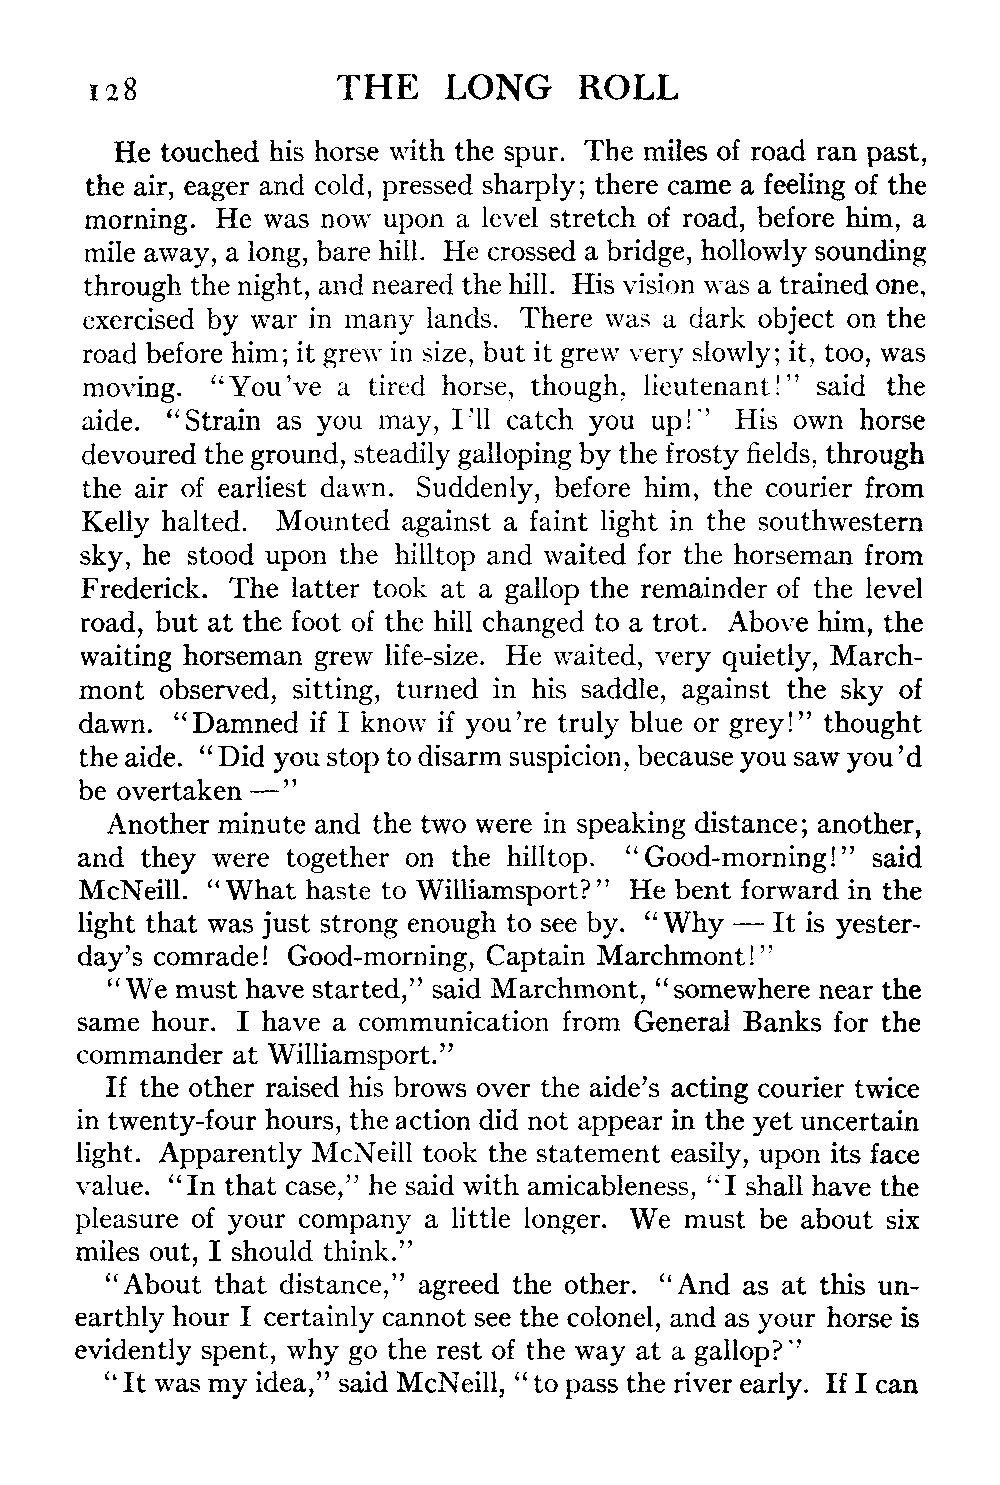 128 THE LONG ROLL
He touched his horse with the spur. The miles of road ran past,
the air, eager and cold, pressed sharply; there came a feeling of the
morning. He was now upon a level stretch of road, before him, a
mile away, a long, bare hill. He crossed a bridge, hollowly sounding
through the night, and neared the hill. His vision was a trained one,
exercised by war in many lands. There was a dark object on the
road before him; it grew in size, but it grew very slowly; it, too, was
moving. “You’ve a tired horse, though, lieutenant!” said the
aide. “Strain as you may, I’ll catch you up!” His own horse
devoured the ground, steadily galloping by the frosty fields, through
the air of earliest dawn. Suddenly, before him, the courier from
Kelly halted. Mounted against a faint light in the southwestern
sky, he stood upon the hilltop and waited for the horseman from
Frederick. The latter took at a gallop the remainder of the level
road, but at the foot of the hill changed to a trot. Above him, the
waiting horseman grew life-size. He waited, very quietly, March-
mont observed, sitting, turned in his saddle, against the sky of
dawn. “Damned if I know if you’re truly blue or grey!” thought
the aide. “Did you stop to disarm suspicion, because you saw you’d
be overtaken —”
Another minute and the two were in speaking distance; another,
and they were together on the hilltop. “Good-morning!” said
McNeill. “What haste to Williamsport?” He bent forward in the
light that was just strong enough to see by. “Why — It is yester-
day’s comrade! Good-morning, Captain Marchmont!”
“We must have started,” said Marchmont, “somewhere near the
same hour. I have a communication from General Banks for the
commander at Williamsport.”
If the other raised his brows over the aide’s acting courier twice
in twenty-four hours, the action did not appear in the yet uncertain
light. Apparently McNeill took the statement easily, upon its face
value. “In that case,” he said with amicableness, “I shall have the
pleasure of your company a little longer. We must be about six
miles out, I should think.”
“About that distance,” agreed the other. “And as at this un-
earthly hour I certainly cannot see the colonel, and as your horse is
evidently spent, why go the rest of the way at a gallop?”
“It was my idea,” said McNeill, “to pass the river early. If I can